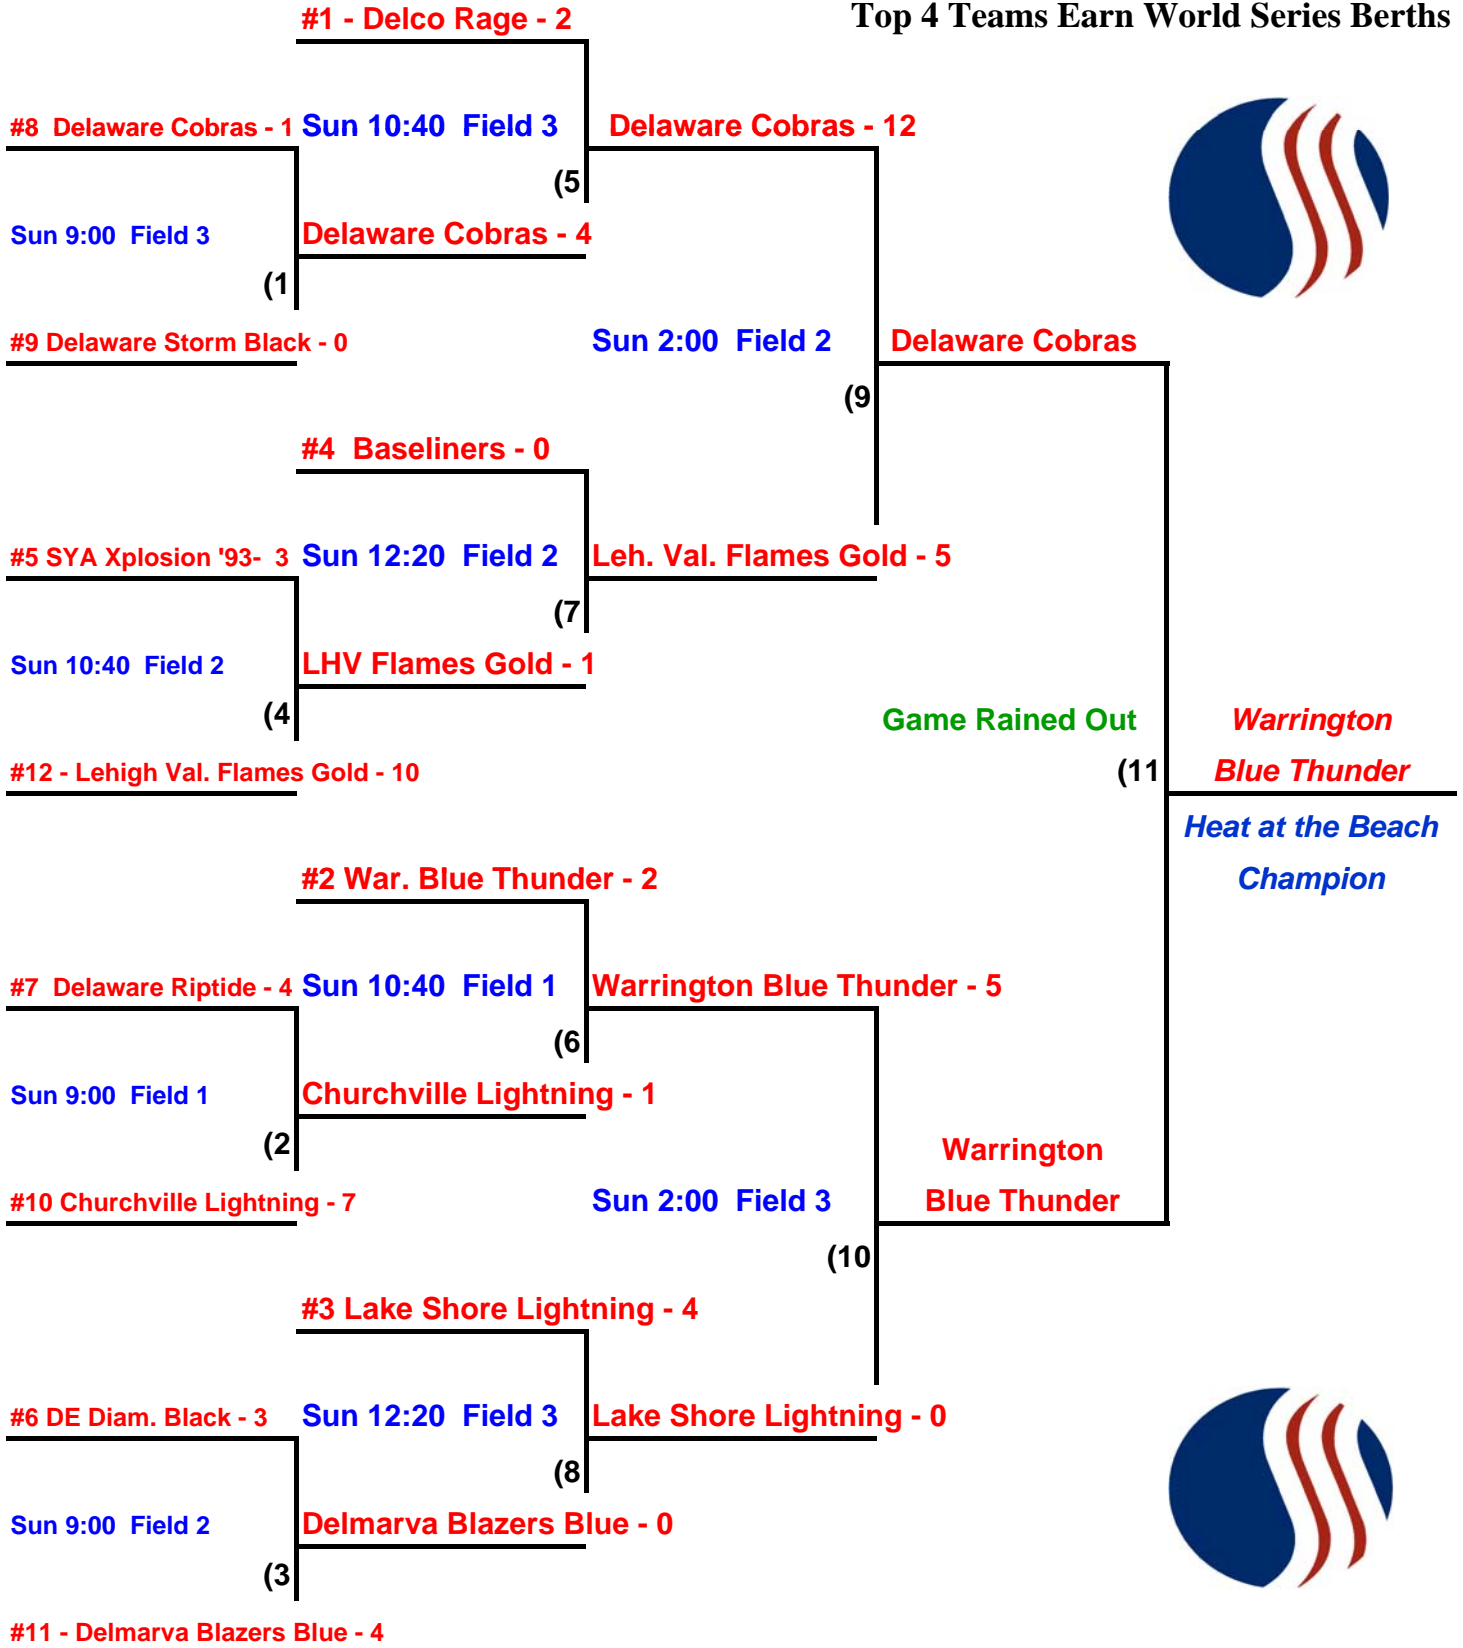 #1 - Delco Rage - 2
Top 4 Teams Earn World Series Berths
#8  Delaware Cobras - 1
Sun 10:40  Field 3
Delaware Cobras - 12
(5
Sun 9:00  Field 3
Delaware Cobras - 4
(1
#9 Delaware Storm Black - 0
Sun 2:00  Field 2
Delaware Cobras
(9
#4  Baseliners - 0
#5 SYA Xplosion '93-  3
Sun 12:20  Field 2
Leh. Val. Flames Gold - 5
(7
Sun 10:40  Field 2
LHV Flames Gold - 1
(4
Game Rained Out
Warrington
#12 - Lehigh Val. Flames Gold - 10
(11
Blue Thunder
Heat at the Beach
Champion
#2 War. Blue Thunder - 2
#7  Delaware Riptide - 4
Sun 10:40  Field 1
Warrington Blue Thunder - 5
(6
Sun 9:00  Field 1
Churchville Lightning - 1
(2
Warrington
#10 Churchville Lightning - 7
Sun 2:00  Field 3
Blue Thunder
(10
#3 Lake Shore Lightning - 4
#6 DE Diam. Black - 3
Sun 12:20  Field 3
Lake Shore Lightning - 0
(8
Sun 9:00  Field 2
Delmarva Blazers Blue - 0
(3
#11 - Delmarva Blazers Blue - 4